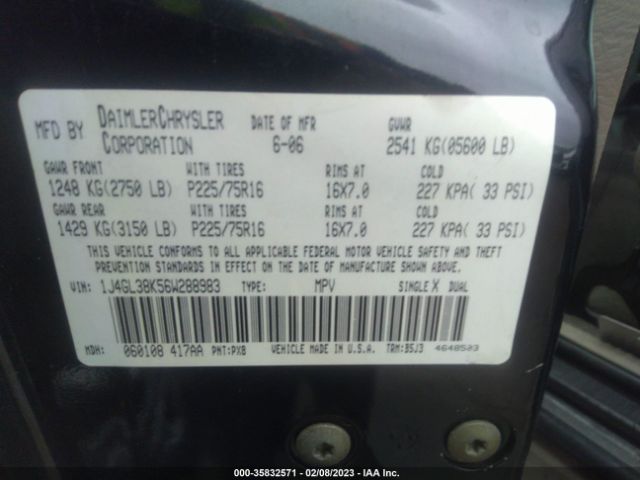 MFD BY DAIMLERCHRYSLER CORPORATION DATE OF MFR 6-06 GVWR 2541 KG(05600 LB)
GAWR FRONT WITH TIRES RIMS AT COLD
1248 KG(2750 LB) P225/75R16 16X7.0 227 KPA( 33 PSI)
GAWR REAR WITH TIRES RIMS AT COLD
1429 KG(3150 LB) P225/75R16 16X7.0 227 KPA( 33 PSI)
THIS VEHICLE CONFORMS TO ALL APPLICABLE FEDERAL MOTOR VEHICLE SAFETY AND THEFT
PREVENTION STANDARDS IN EFFECT ON THE DATE OF MANUFACTURE SHOWN ABOVE.
VIN: 1J4GL38K56W288983 TYPE: MPV SINGLE X DUAL
MDH: 060108 417AA PNT:PXB VEHICLE MADE IN U.S.A. TRM:B5J3 4648503
000-35832571 - 02/08/2023 - IAA Inc.